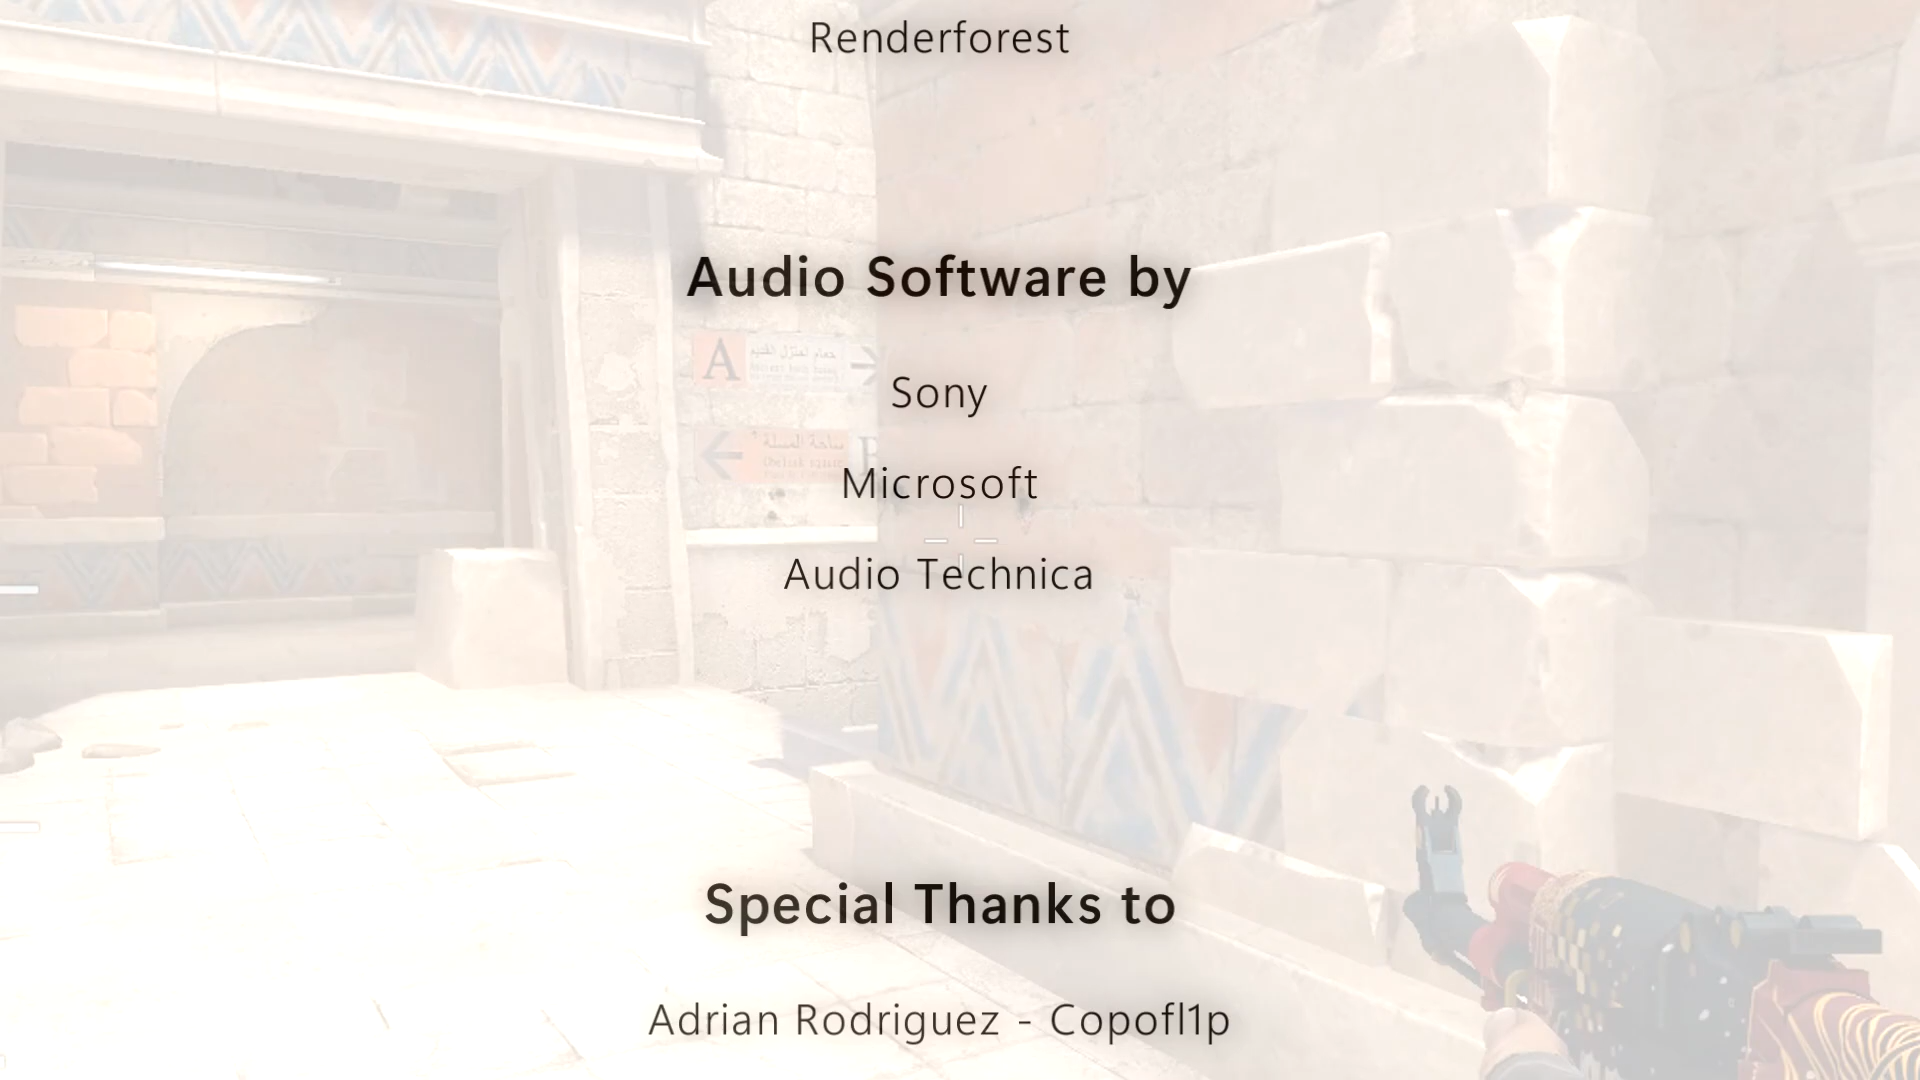 Renderforest
Audio Software by
A
Sony
Microsoft
Audio Technica
Special Thanks to
Adrian Rodriguez - Copofl1p